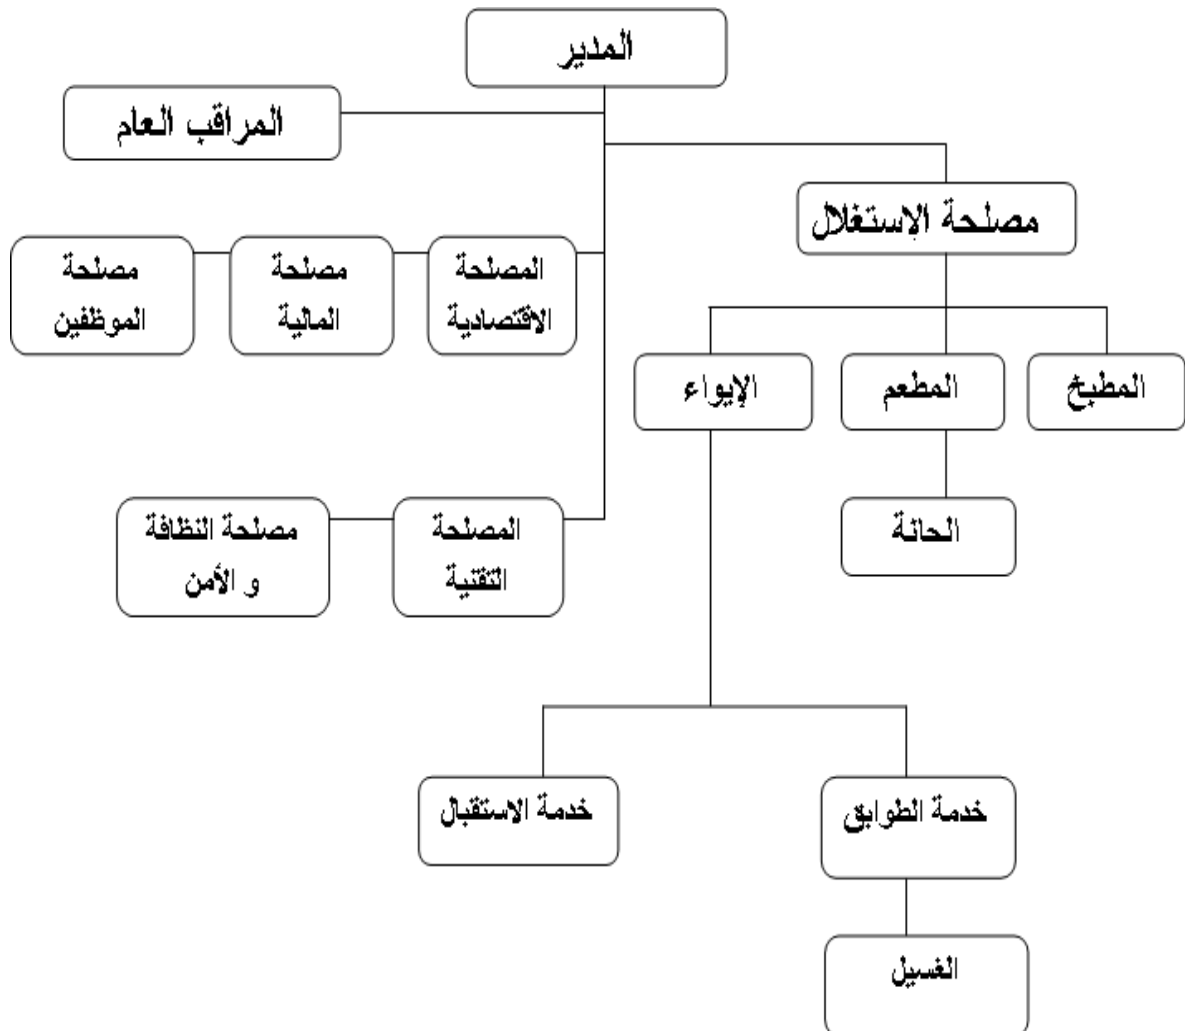 المدير
المراقب العام
مصلحة الإستغلال
المصلحة
الاقتصادية
مصلحة
المالية
مصلحة
الموظفين
المطبخ
المطعم
الإيواء
الحانة
المصلحة
التقنية
مصلحة النظافة
و الأمن
خدمة الطوابق
خدمة الاستقبال
الغسيل